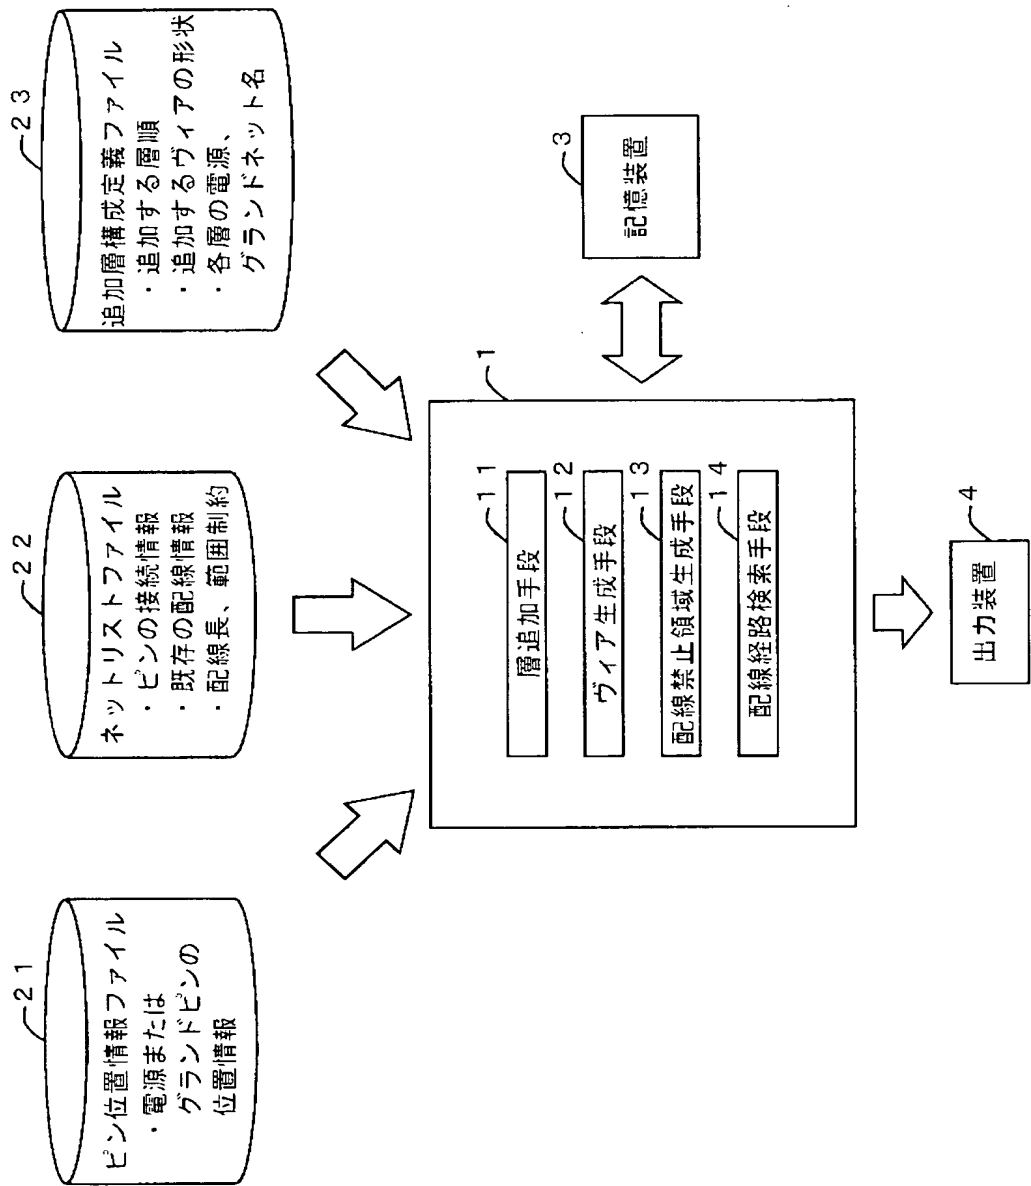 21
ピン位置情報ファイル
・電源または
グランドピンの
位置情報
22
ネットリストファイル
・ピンの接続情報
・既存の配線情報
・配線長、範囲制約
23
追加層構成定義ファイル
・追加する層順
・追加するヴィアの形状
・各層の電源、
グランドネット名
1
層追加手段
11
ヴィア生成手段
12
配線禁止領域生成手段
13
配線経路検索手段
14
3
記憶装置
4
出力装置